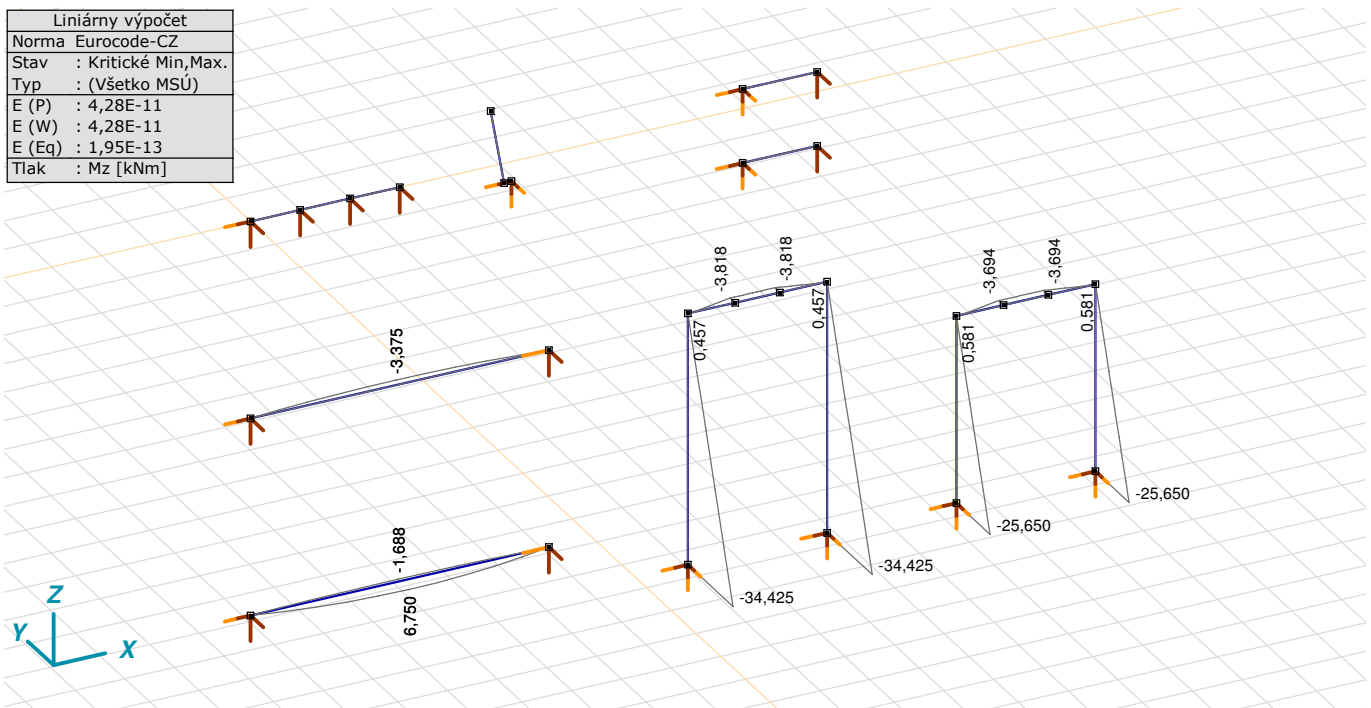 Liniárny výpočet
Norma Eurocode-CZ
Stav : Kritické Min,Max.
Typ : (Všetko MSÚ)
E (P) : 4,28E-11
E (W) : 4,28E-11
E (Eq) : 1,95E-13
Tlak : Mz [kNm]
-3,818
-3,818
-3,694
-3,694
0,457
0,457
0,581
0,581
-3,375
-25,650
-25,650
-34,425
-34,425
-1,688
6,750
Z
Y
X